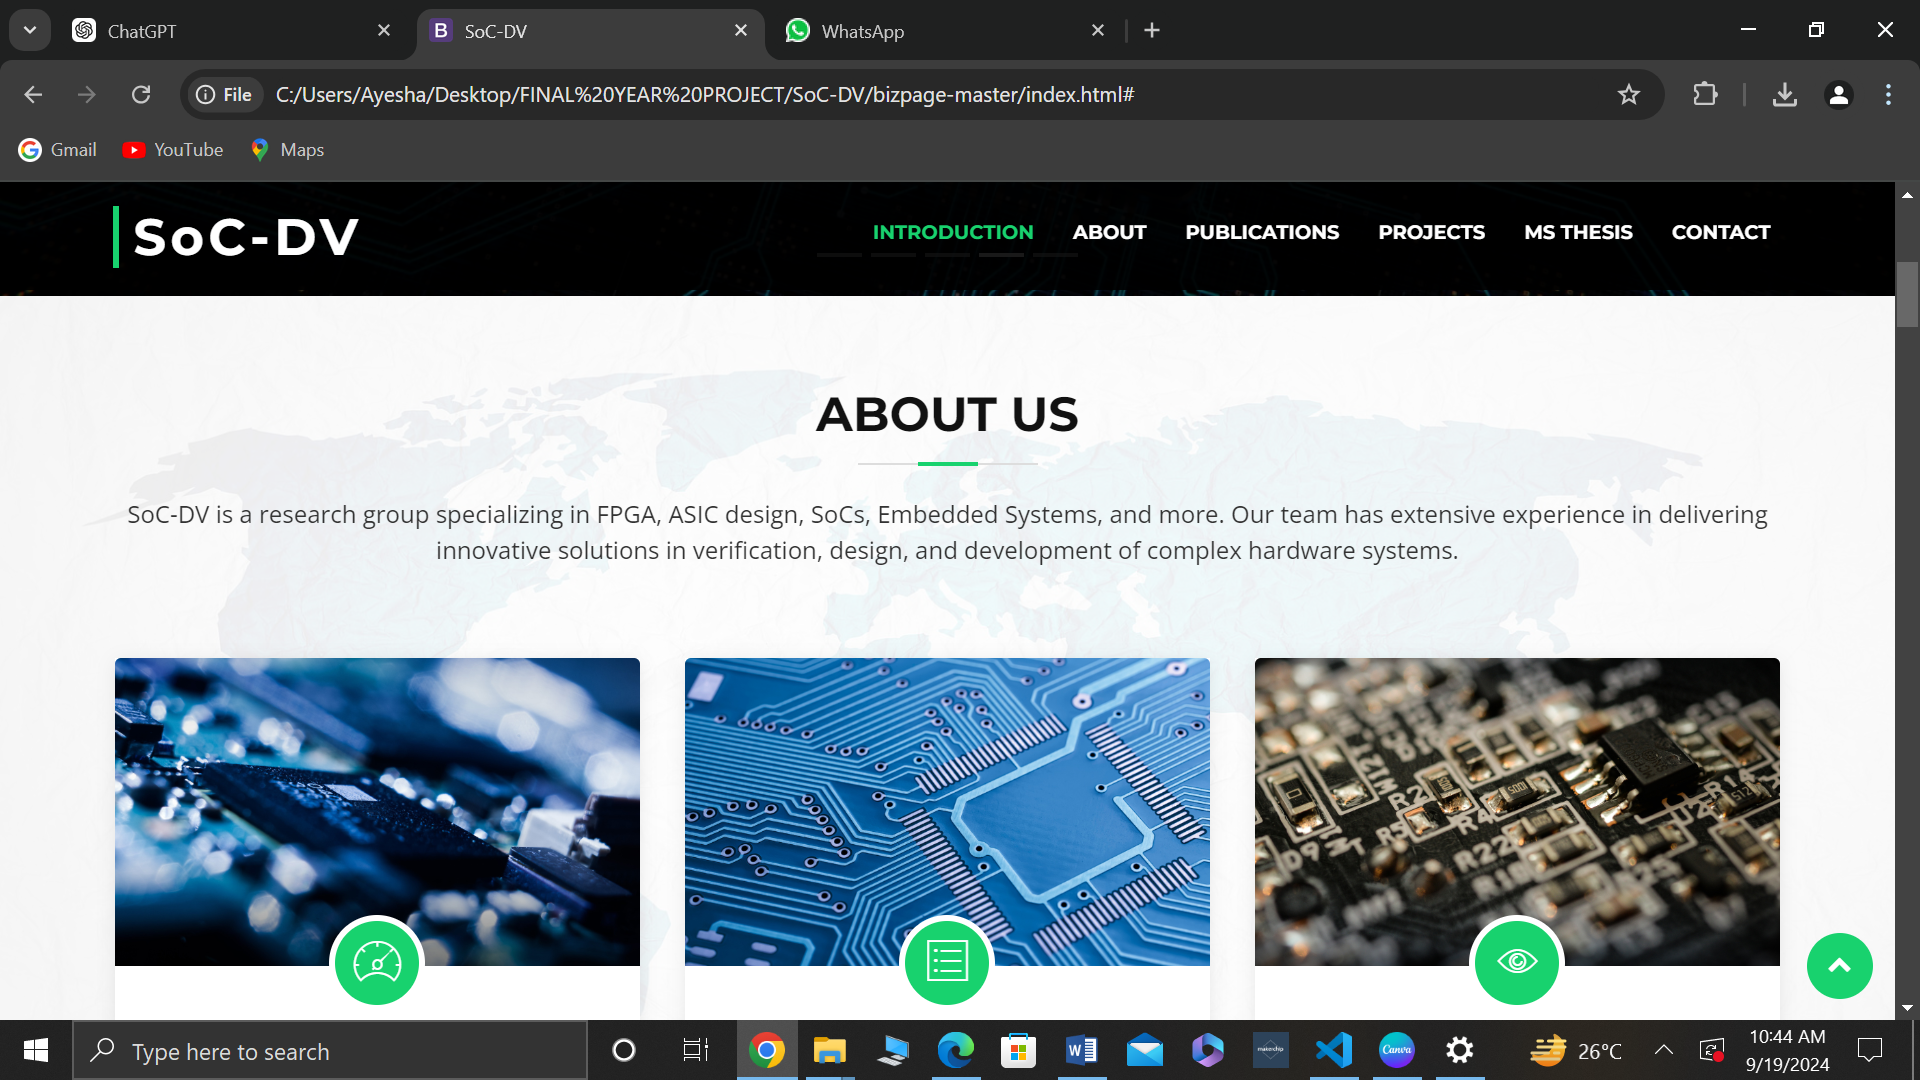 ChatGPT
SoC-DV
WhatsApp
File
C:/Users/Ayesha/Desktop/FINAL%20YEAR%20PROJECT/SoC-DV/bizpage-master/index.html#
Gmail
YouTube
Maps
SoC-DV
INTRODUCTION
ABOUT
PUBLICATIONS
PROJECTS
MS THESIS
CONTACT
ABOUT US
SoC-DV is a research group specializing in FPGA, ASIC design, SoCs, Embedded Systems, and more. Our team has extensive experience in delivering
innovative solutions in verification, design, and development of complex hardware systems.
Type here to search
makerchip
Canva
26°C
10:44 AM
9/19/2024